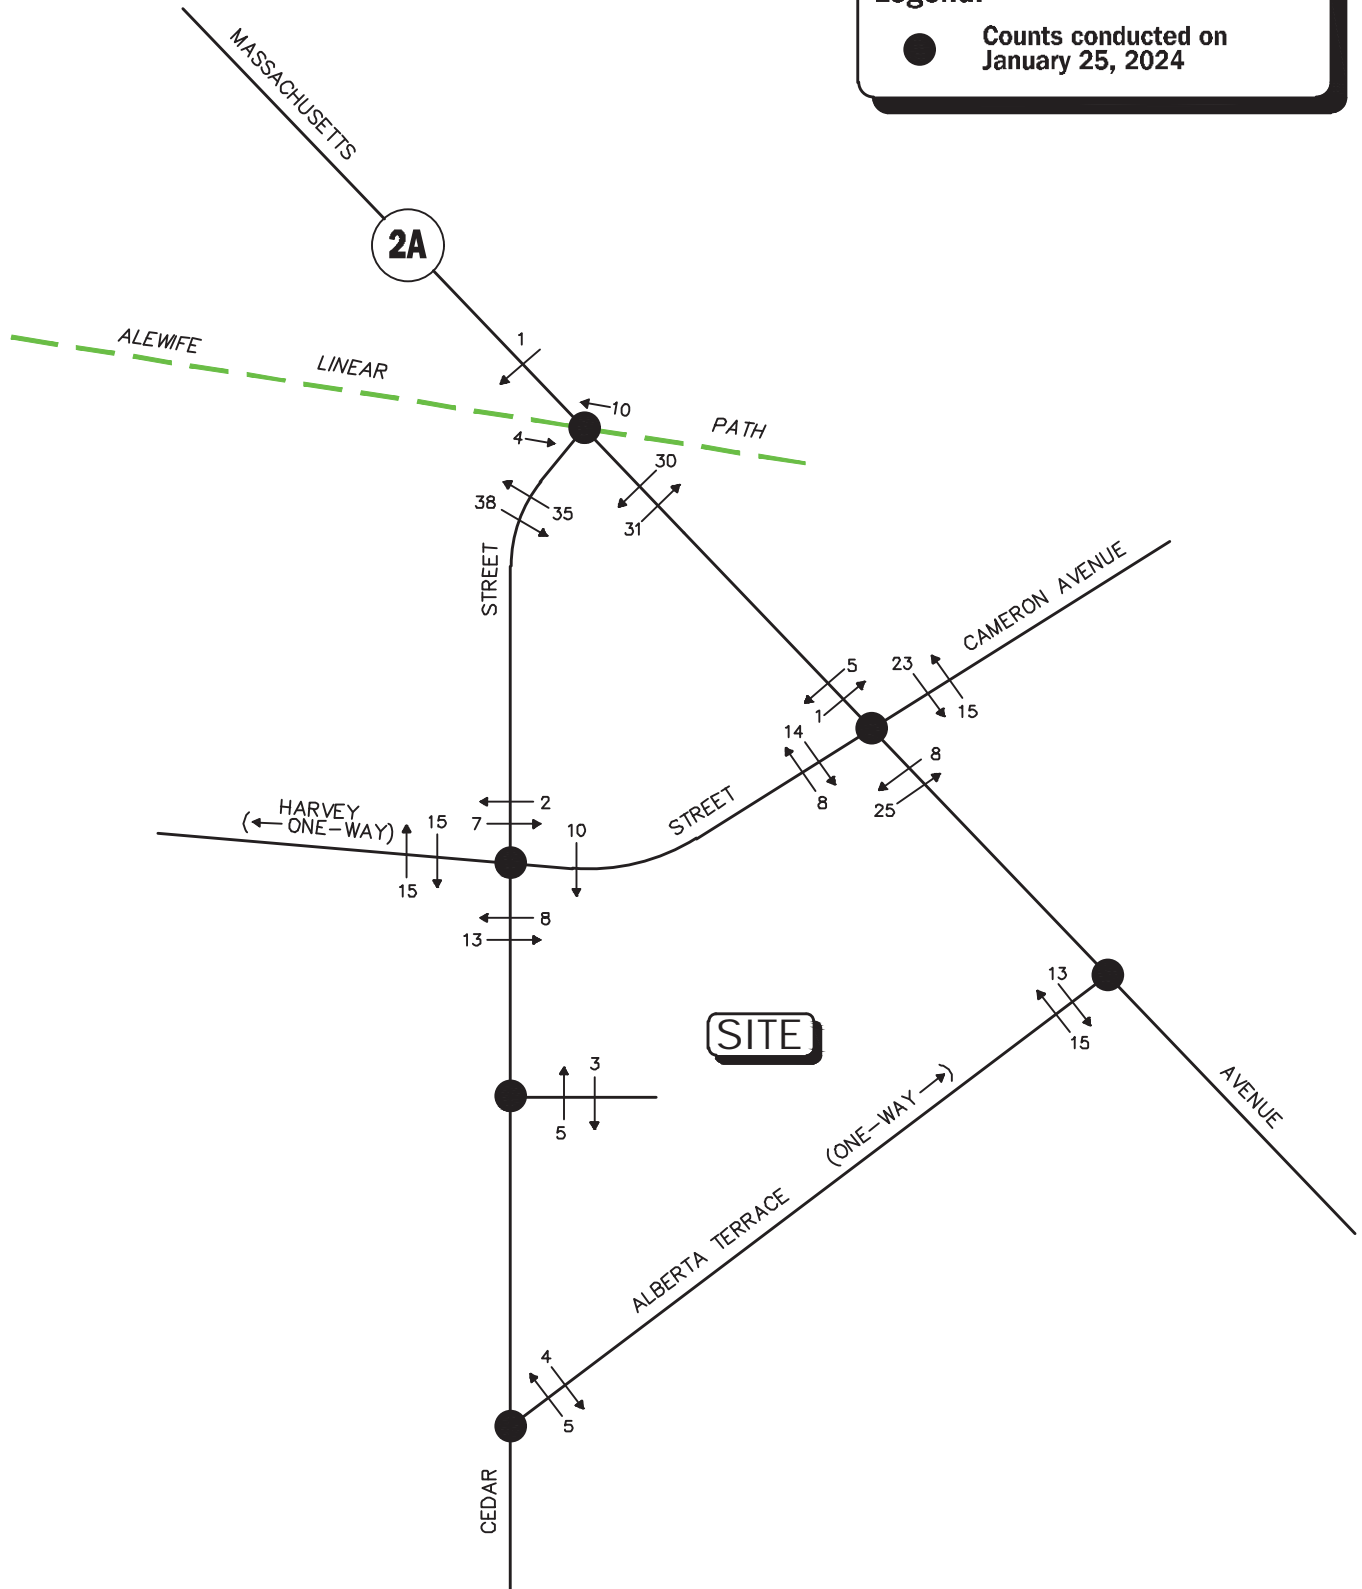 Legend:
Counts conducted on
January 25, 2024
MASSACHUSETTS
2A
ALEWIFE
LINEAR
PATH
1
10
4
30
31
38
35
STREET
CAMERON AVENUE
5
1
23
15
14
8
8
25
STREET
HARVEY
(← ONE-WAY)
15
15
2
7
10
8
13
SITE
13
15
3
5
AVENUE
(ONE-WAY →)
ALBERTA TERRACE
4
5
CEDAR